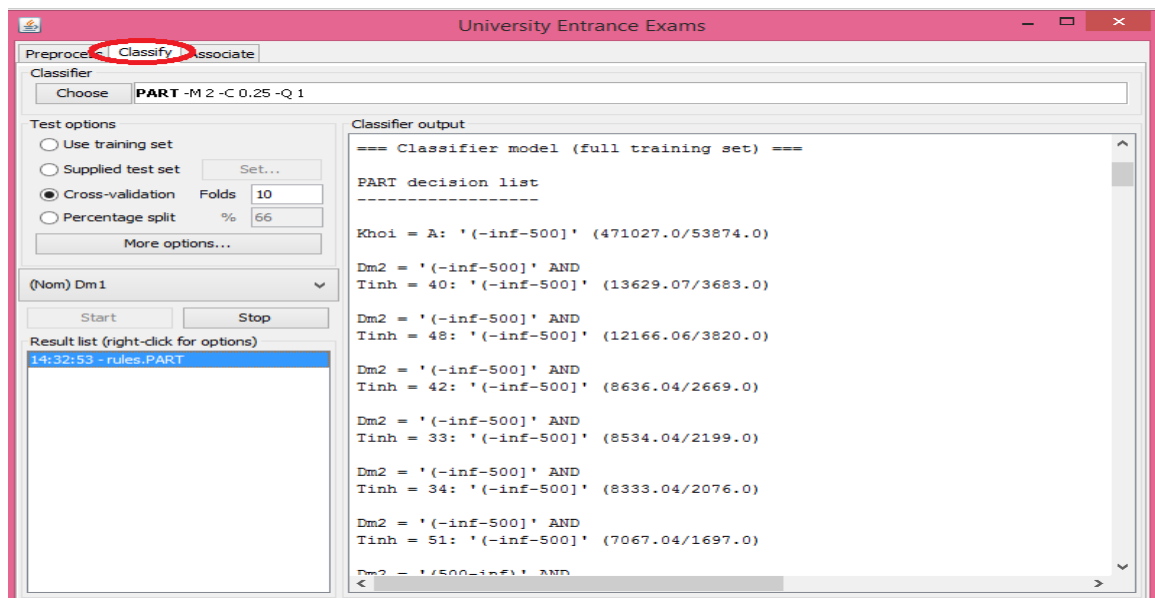 University Entrance Exams
Preprocess Classify Associate
Classifier
Choose PART -M 2 -C 0.25 -Q 1
Test options
Use training set
Supplied test set Set...
Cross-validation Folds 10
Percentage split % 66
More options...
(Nom) Dm1
Start Stop
Result list (right-click for options)
14:32:53 - rules.PART
Classifier output
=== Classifier model (full training set) ===
PART decision list
------------------
Khoi = A: '(-inf-500]' (471027.0/53874.0)
Dm2 = '(-inf-500]' AND
Tinh = 40: '(-inf-500]' (13629.07/3683.0)
Dm2 = '(-inf-500]' AND
Tinh = 48: '(-inf-500]' (12166.06/3820.0)
Dm2 = '(-inf-500]' AND
Tinh = 42: '(-inf-500]' (8636.04/2669.0)
Dm2 = '(-inf-500]' AND
Tinh = 33: '(-inf-500]' (8534.04/2199.0)
Dm2 = '(-inf-500]' AND
Tinh = 34: '(-inf-500]' (8333.04/2076.0)
Dm2 = '(-inf-500]' AND
Tinh = 51: '(-inf-500]' (7067.04/1697.0)
Dm2 = '(500-inf)' AND